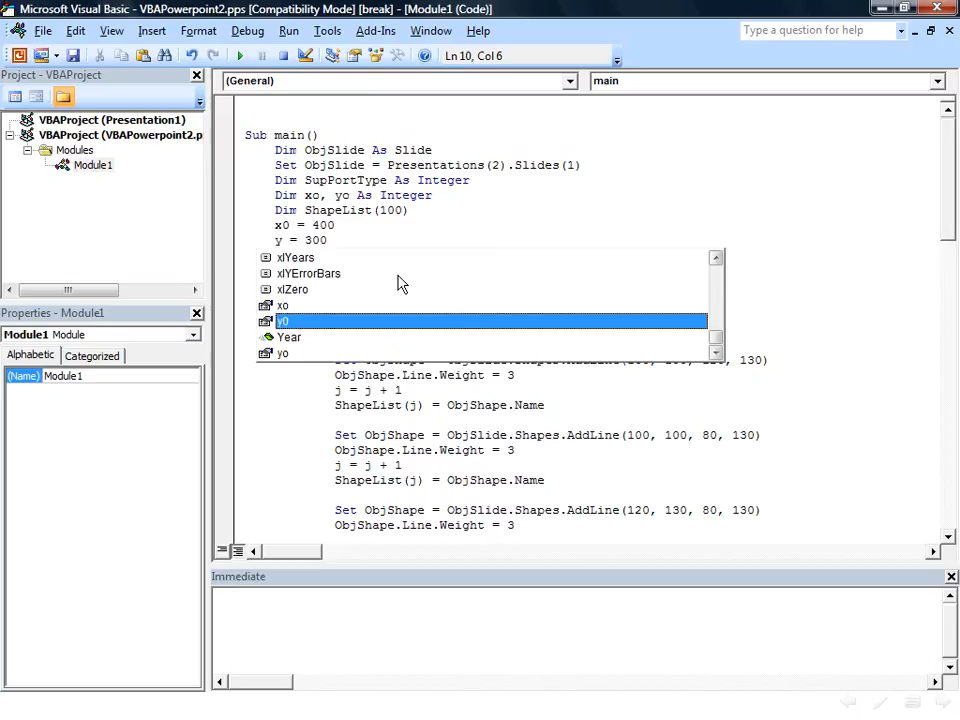 Microsoft Visual Basic - VBAPowerpoint2.pps [Compatibility Mode] [break] - [Module1 (Code)]
File Edit View Insert Format Debug Run Tools Add-Ins Window Help
Type a question for help
Ln 10, Col 6
Project - VBAProject
VBAProject (Presentation1)
VBAProject (VBAPowerpoint2.p
Modules
Module1
Properties - Module1
Module1 Module
Alphabetic Categorized
(Name) Module1
(General) main
Sub main()
Dim ObjSlide As Slide
Set ObjSlide = Presentations(2).Slides(1)
Dim SupPortType As Integer
Dim xo, yo As Integer
Dim ShapeList(100)
x0 = 400
y = 300
xlYears
xlYErrorBars
xlZero
xo
y0
Year
yo
j = j + 1
ObjShape.Line.Weight = 3
ShapeList(j) = ObjShape.Name
Set ObjShape = ObjSlide.Shapes.AddLine(100, 100, 80, 130)
ObjShape.Line.Weight = 3
j = j + 1
ShapeList(j) = ObjShape.Name
Set ObjShape = ObjSlide.Shapes.AddLine(120, 130, 80, 130)
ObjShape.Line.Weight = 3
Immediate